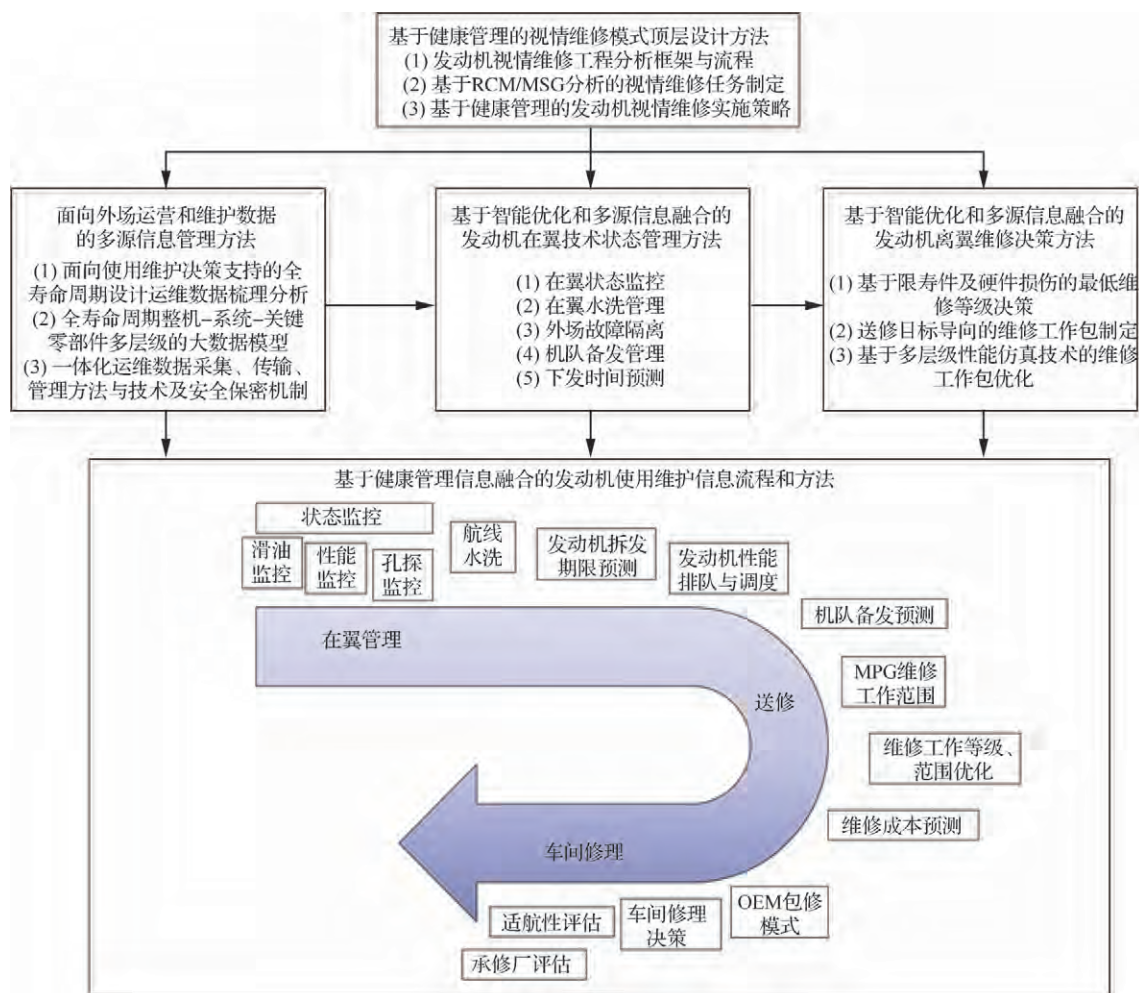 基于健康管理的视情维修模式顶层设计方法
(1) 发动机视情维修工程分析框架与流程
(2) 基于RCM/MSG分析的视情维修任务制定
(3) 基于健康管理的发动机视情维修实施策略
面向外场运营和维护数据
的多源信息管理方法
(1) 面向使用维护决策支持的全
寿命周期设计运维数据梳理分析
(2) 全寿命周期整机–系统–关键
零部件多层级的大数据模型
(3) 一体化运维数据采集、传输、
管理方法与技术及安全保密机制
基于智能优化和多源信息融合的
发动机在翼技术状态管理方法
(1) 在翼状态监控
(2) 在翼水洗管理
(3) 外场故障隔离
(4) 机队备发管理
(5) 下发时间预测
基于智能优化和多源信息融合的
发动机离翼维修决策方法
(1) 基于限寿件及硬件损伤的最低维
修等级决策
(2) 送修目标导向的维修工作包制定
(3) 基于多层级性能仿真技术的维修
工作包优化
基于健康管理信息融合的发动机使用维护信息流程和方法
状态监控
滑油
监控
性能
监控
孔探
监控
航线
水洗
发动机拆发
期限预测
发动机性能
排队与调度
机队备发预测
在翼管理
MPG维修
工作范围
送修
维修工作等级、
范围优化
维修成本预测
车间修理
OEM包修
模式
车间修理
决策
适航性评估
承修厂评估